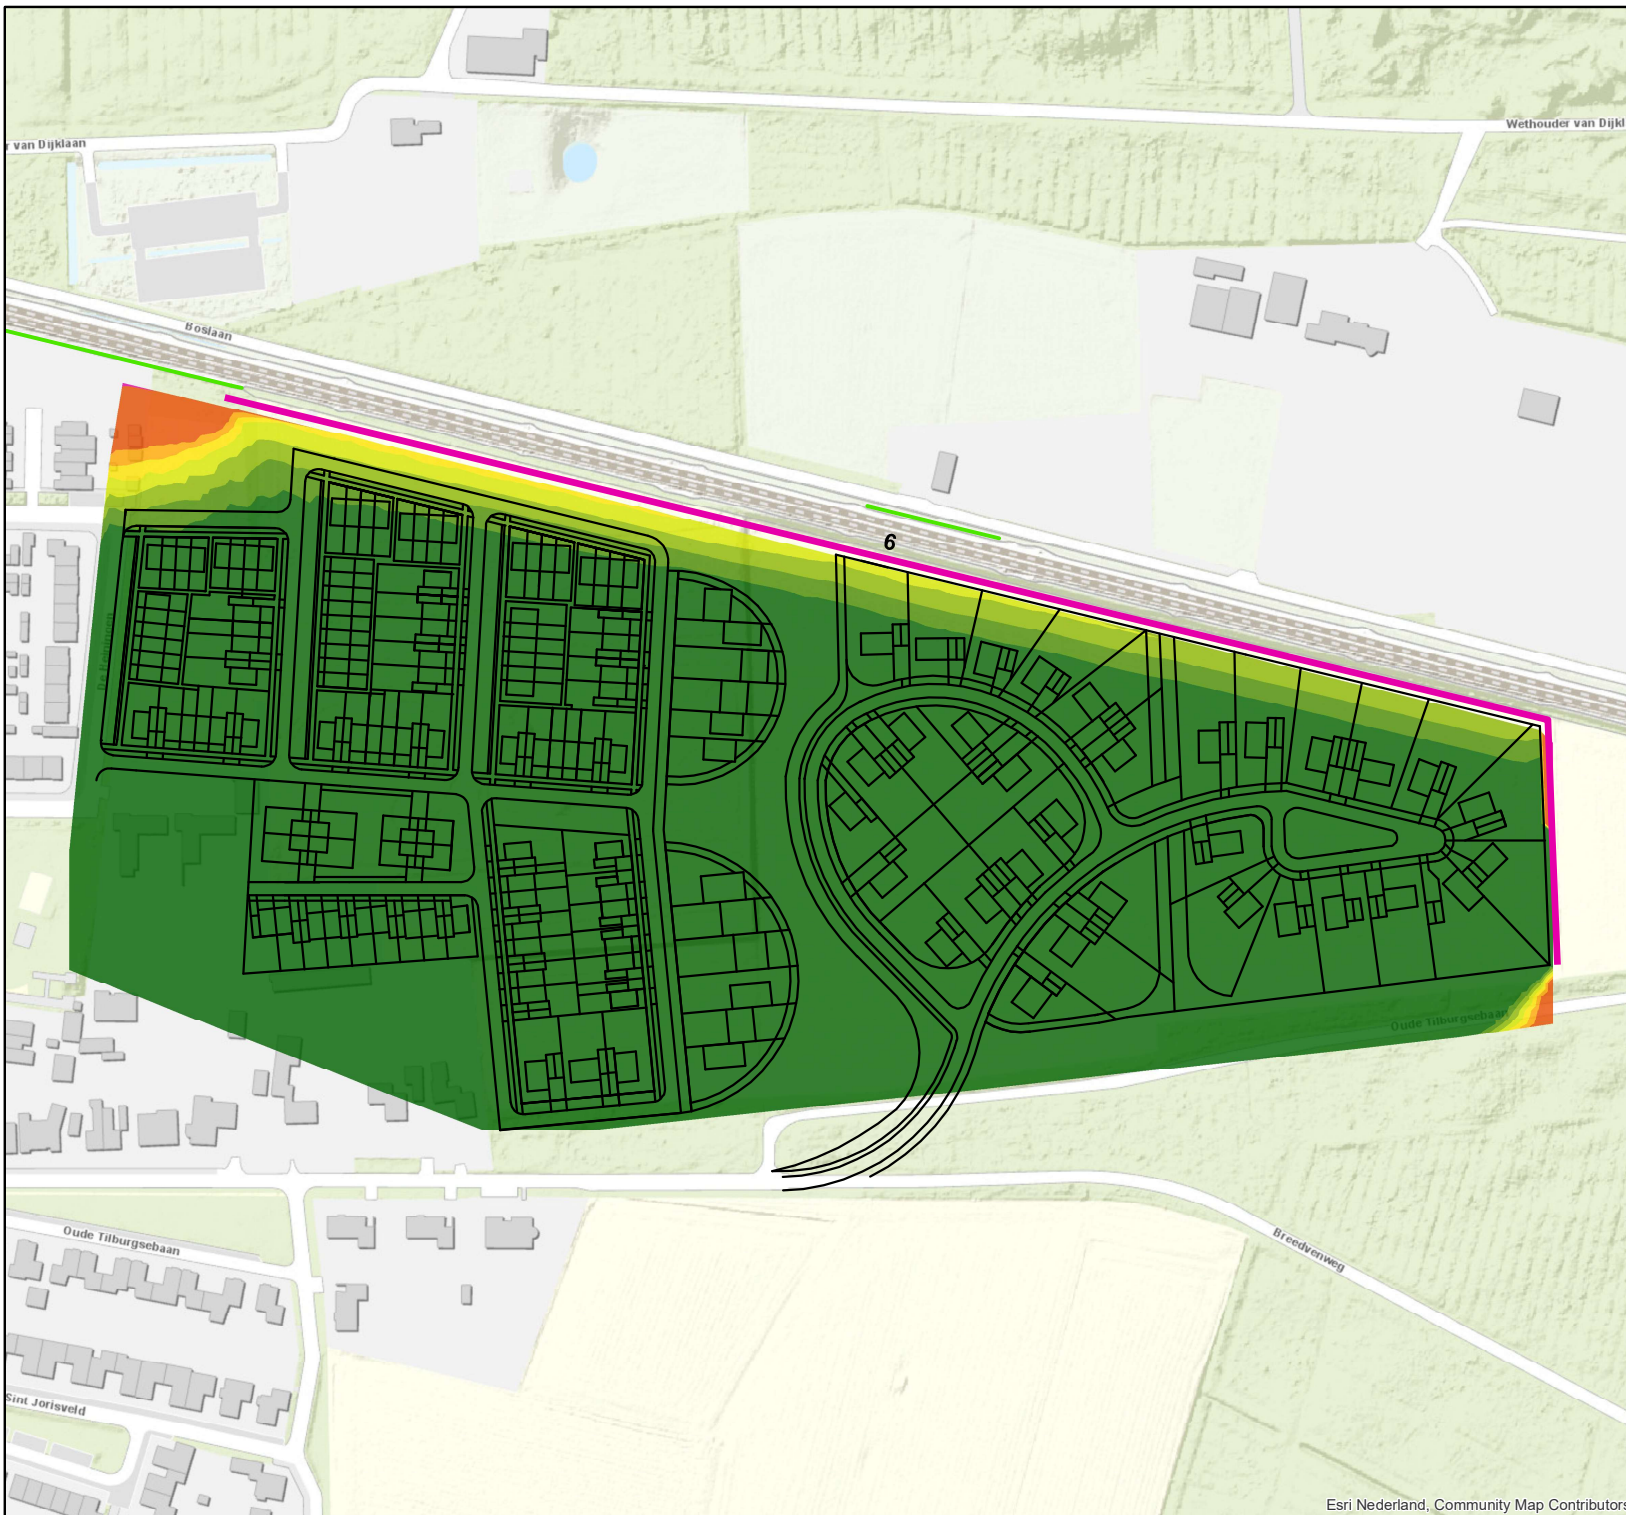 Wethouder van Dijkl
r van Dijklaan
Boslaan
6
Oude Tilburgsebaan
Breedvenweg
Oude Tilburgsebaan
Sint Jorisveld
Esri Nederland, Community Map Contributors